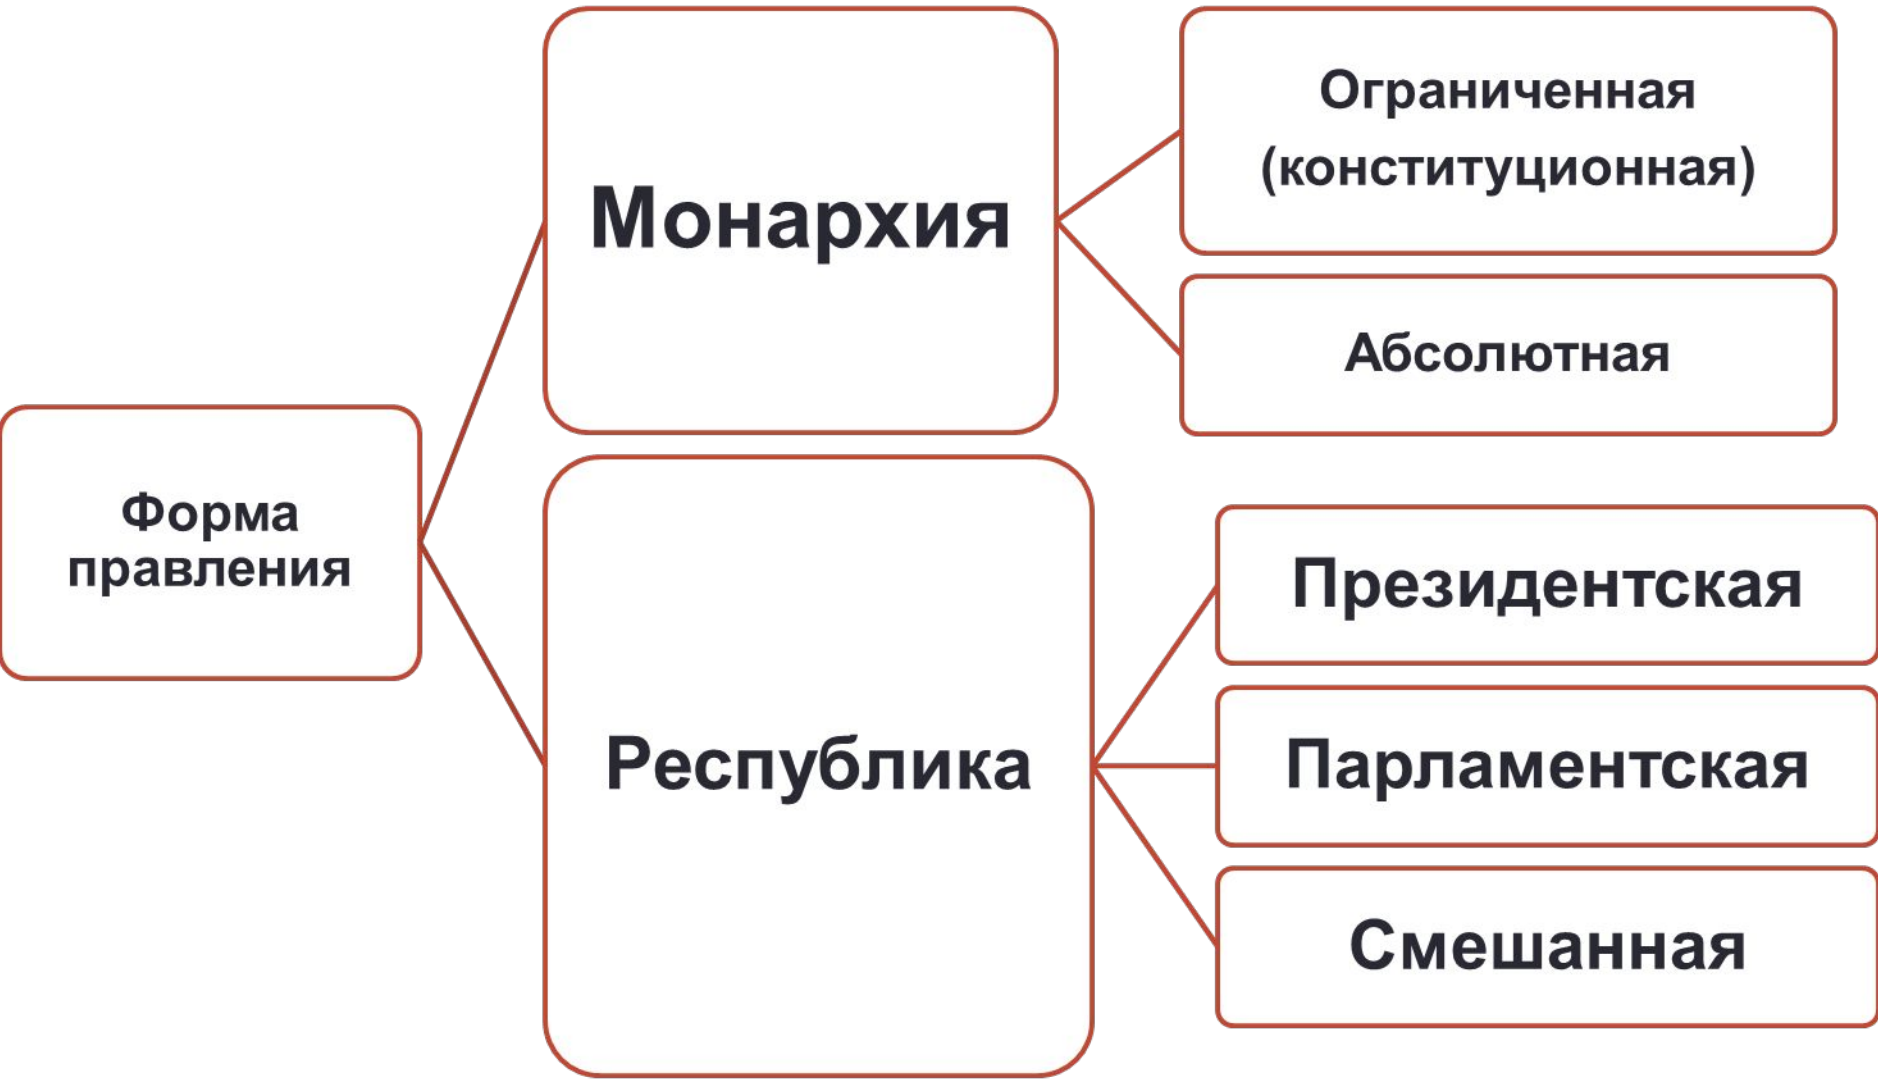 Форма
правления
Монархия
Ограниченная
(конституционная)
Абсолютная
Республика
Президентская
Парламентская
Смешанная